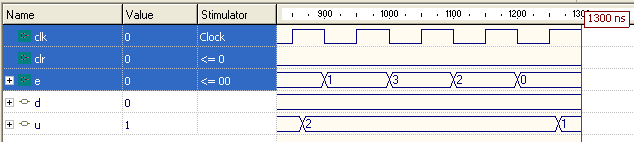 Name Value Stimulator 900 1000 1100 1200 1300 ns
clk 0 Clock
clr 0 <= 0
e 0 <= 00 1 3 2 0
d 0
u 1 2 1